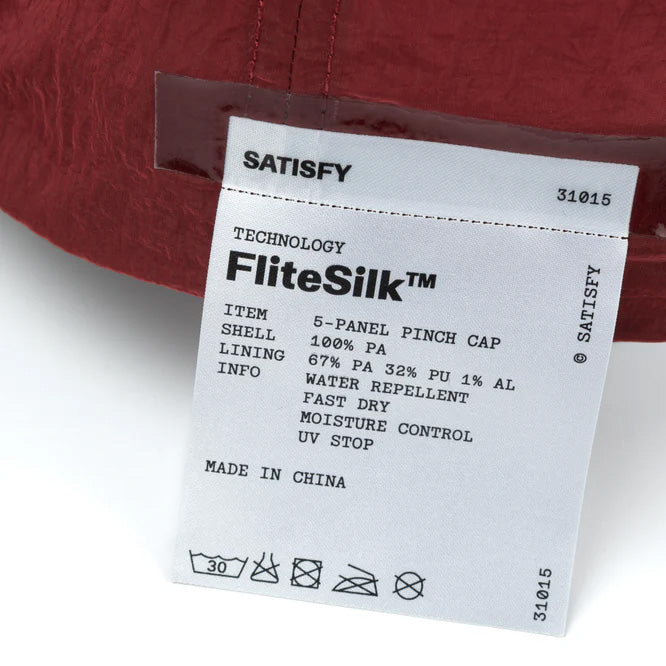 SATISFY
31015
TECHNOLOGY
FliteSilk™
ITEM 5-PANEL PINCH CAP
SHELL 100% PA
LINING 67% PA 32% PU 1% AL
INFO WATER REPELLENT
FAST DRY
MOISTURE CONTROL
UV STOP
MADE IN CHINA
30
© SATISFY
31015